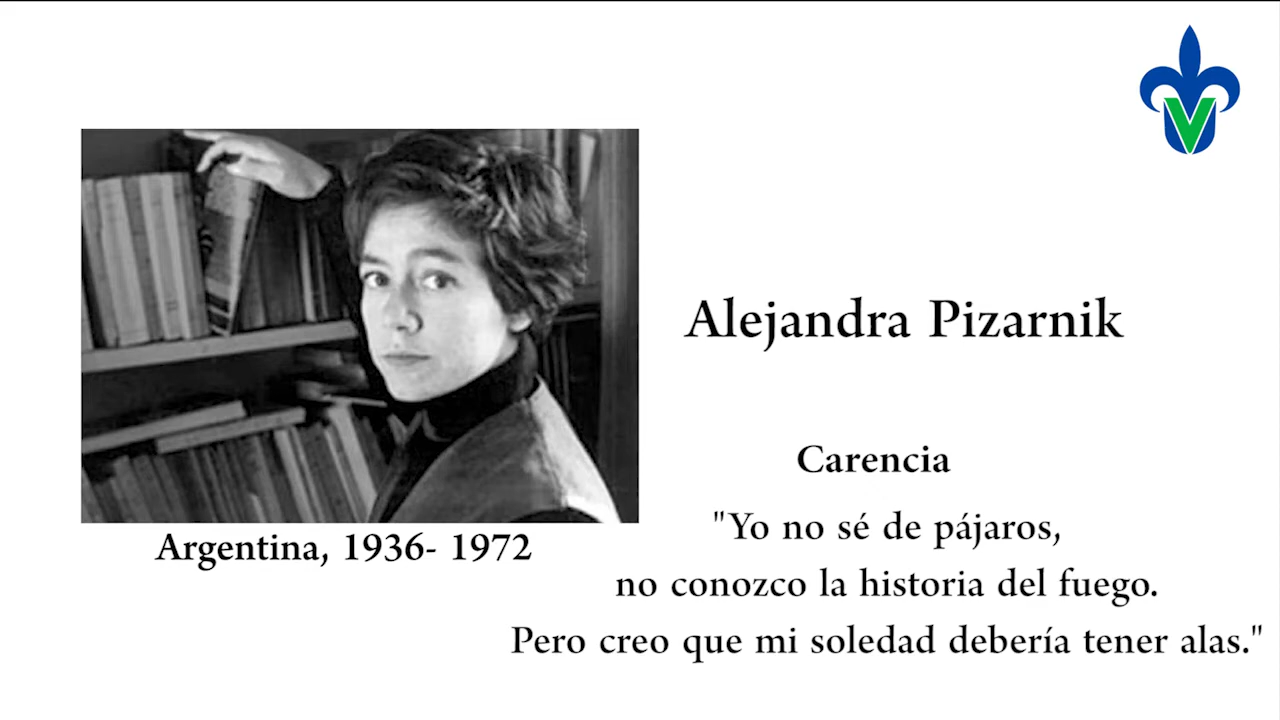 Alejandra Pizarnik
Argentina, 1936- 1972
Carencia
"Yo no sé de pájaros,
no conozco la historia del fuego.
Pero creo que mi soledad debería tener alas."